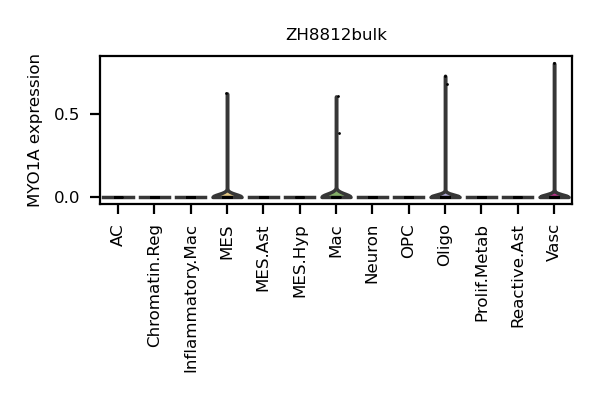 ZH8812bulk
MYO1A expression
0.5
0.0
AC
Chromatin.Reg
Inflammatory.Mac
MES
MES.Ast
MES.Hyp
Mac
Neuron
OPC
Oligo
Prolif.Metab
Reactive.Ast
Vasc